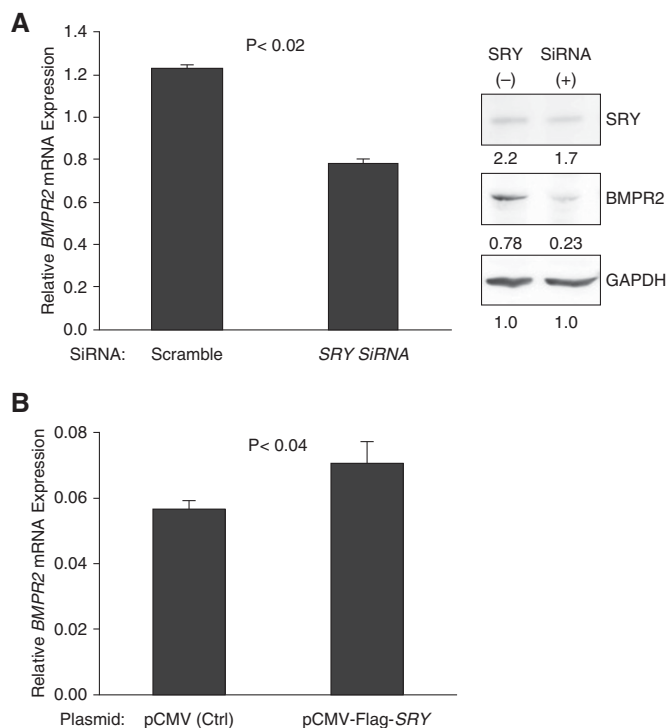 A
P< 0.02
Relative BMPR2 mRNA Expression
1.4
1.2
1.0
0.8
0.6
0.4
0.2
0.0
SiRNA: Scramble SRY SiRNA
SRY SiRNA
(–) (+)
SRY
2.2 1.7
BMPR2
0.78 0.23
GAPDH
1.0 1.0
B
P< 0.04
Relative BMPR2 mRNA Expression
0.08
0.06
0.04
0.02
0.00
Plasmid: pCMV (Ctrl) pCMV-Flag-SRY